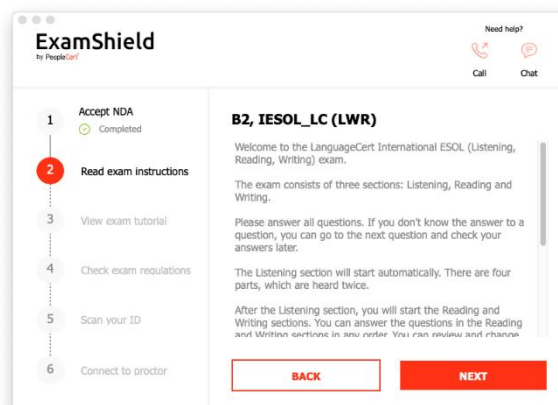 Need help?
ExamShield
by PeopleCert
Call
Chat
1
Accept NDA
Completed
2
Read exam instructions
3
View exam tutorial
4
Check exam regulations
5
Scan your ID
6
Connect to proctor
B2, IESOL_LC (LWR)
Welcome to the LanguageCert International ESOL (Listening,
Reading, Writing) exam.
The exam consists of three sections: Listening, Reading and
Writing.
Please answer all questions. If you don't know the answer to a
question, you can go to the next question and check your
answers later.
The Listening section will start automatically. There are four
parts, which are heard twice.
After the Listening section, you will start the Reading and
Writing sections. You can answer the questions in the Reading
and Writing sections in any order. You can review and change
BACK
NEXT